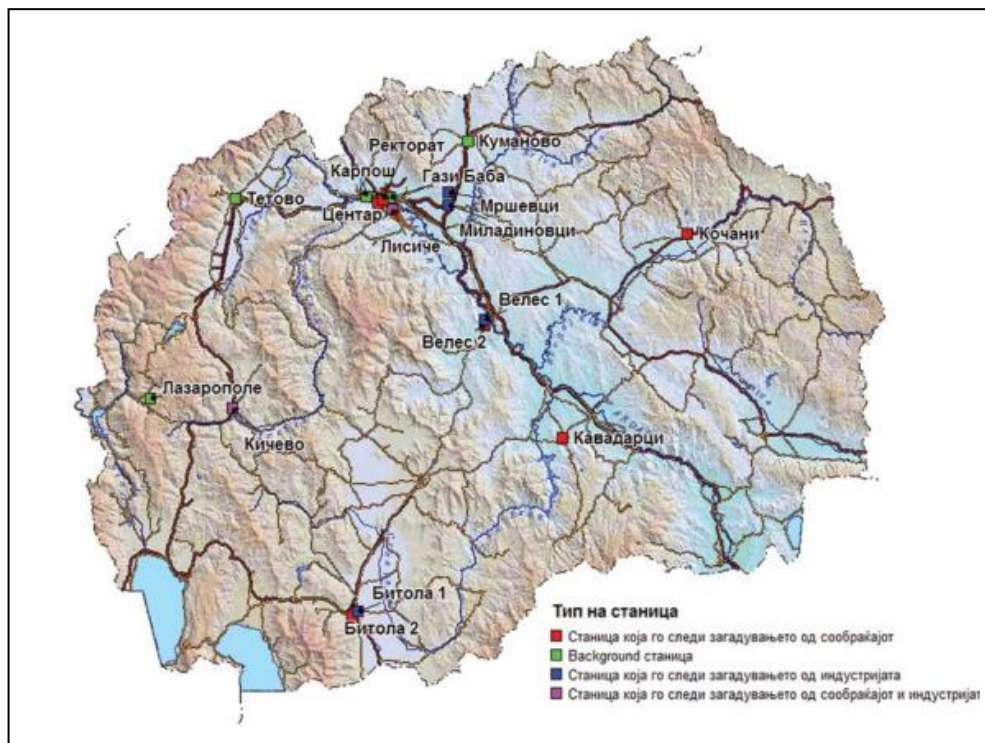 Ректорат
Куманово
Карпош
Гази Баба
Тетово
Мршевци
Центар
Миладиновци
Кочани
Лисиче
Велес 1
Велес 2
Лазарополе
Кичево
Кавадарци
Битола 1
Битола 2
Тип на станица
Станица која го следи загадувањето од сообраќајот
Background станица
Станица која го следи загадувањето од индустријата
Станица која го следи загадувањето од сообраќајот и индустријат